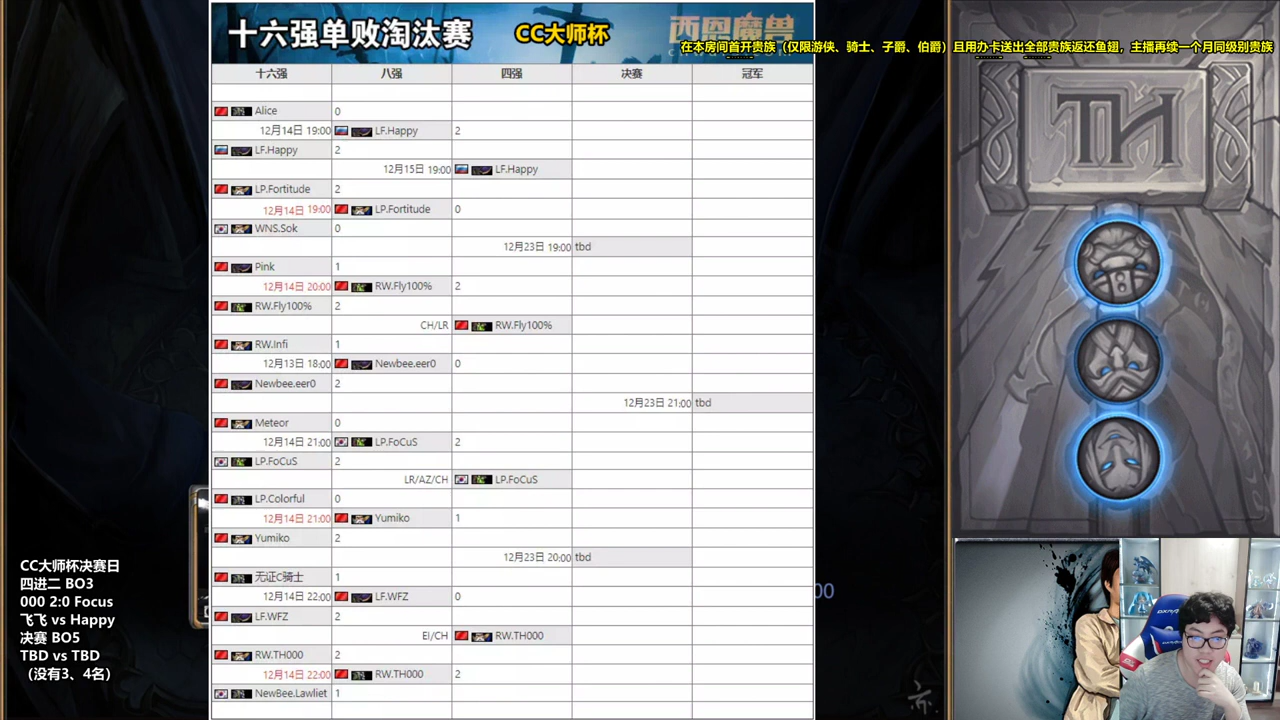 十六强单败淘汰赛 CC大师杯 西恩魔兽
在本房间首开贵族（仅限游侠、骑士、子爵、伯爵）且用办卡送出全部贵族返还鱼翅，主播再续一个月同级别贵族
十六强 八强 四强 决赛 冠军
Alice 0
12月14日 19:00 LF.Happy 2
LF.Happy 2
12月15日 19:00 LF.Happy
LP.Fortitude 2
12月14日 19:00 LP.Fortitude 0
WNS.Sok 0
12月23日 19:00 tbd
Pink 1
12月14日 20:00 RW.Fly100% 2
RW.Fly100% 2
CH/LR RW.Fly100%
RW.Infi 1
12月13日 18:00 Newbee.eer0 0
Newbee.eer0 2
12月23日 21:00 tbd
Meteor 0
12月14日 21:00 LP.FoCuS 2
LP.FoCuS 2
LR/AZ/CH LP.FoCuS
LP.Colorful 0
12月14日 21:00 Yumiko 1
Yumiko 2
12月23日 20:00 tbd
无证C骑士 1
12月14日 22:00 LF.WFZ 0
LF.WFZ 2
EI/CH RW.TH000
RW.TH000 2
12月14日 22:00 RW.TH000 2
NewBee.Lawliet 1
TH
CC大师杯决赛日
四进二 BO3
000 2:0 Focus
飞飞 vs Happy
决赛 BO5
TBD vs TBD
（没有3、4名）
00
亦
DXRACER